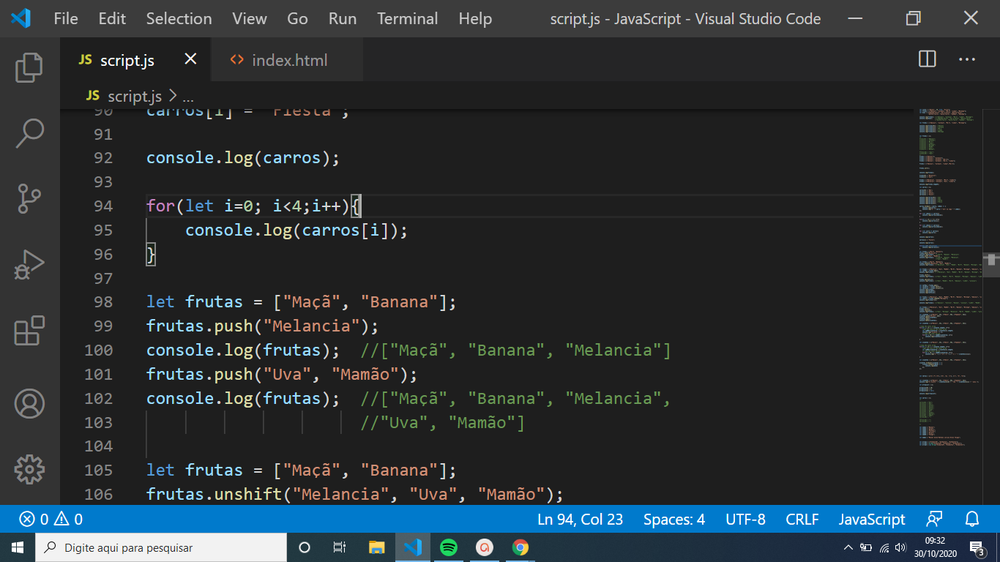 File Edit Selection View Go Run Terminal Help script.js - JavaScript - Visual Studio Code
JS script.js index.html
JS script.js > ...
90 carros[1] = "Fiesta";
91
92 console.log(carros);
93
94 for(let i=0; i<4;i++){
95 console.log(carros[i]);
96 }
97
98 let frutas = ["Maçã", "Banana"];
99 frutas.push("Melancia");
100 console.log(frutas); //["Maçã", "Banana", "Melancia"]
101 frutas.push("Uva", "Mamão");
102 console.log(frutas); //["Maçã", "Banana", "Melancia",
103 //"Uva", "Mamão"]
104
105 let frutas = ["Maçã", "Banana"];
106 frutas.unshift("Melancia", "Uva", "Mamão");
0 0 Ln 94, Col 23 Spaces: 4 UTF-8 CRLF JavaScript
Digite aqui para pesquisar
09:32
30/10/2020
3